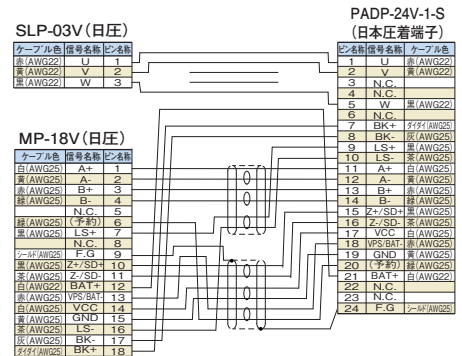 SLP-03V(日圧)
ケーブル色 信号名称 ピン名称
赤(AWG22) U 1
黄(AWG22) V 2
黒(AWG22) W 3
MP-18V(日圧)
ケーブル色 信号名称 ピン名称
白(AWG25) A+ 1
黄(AWG25) A- 2
赤(AWG25) B+ 3
緑(AWG25) B- 4
N.C. 5
緑(AWG25) (予約) 6
黒(AWG25) LS+ 7
N.C. 8
シールド(AWG25) F.G 9
黒(AWG25) Z+/SD+ 10
茶(AWG25) Z-/SD- 11
白(AWG22) BAT+ 12
赤(AWG25) VPS/BAT- 13
白(AWG25) VCC 14
黄(AWG25) GND 15
茶(AWG25) LS- 16
灰(AWG25) BK- 17
ダイダイ(AWG25) BK+ 18
PADP-24V-1-S
(日本圧着端子)
ピン名称 信号名称 ケーブル色
1 U 赤(AWG22)
2 V 黄(AWG22)
3 N.C.
4 N.C.
5 W 黒(AWG22)
6 N.C.
7 BK+ ダイダイ(AWG25)
8 BK- 灰(AWG25)
9 LS+ 黒(AWG25)
10 LS- 茶(AWG25)
11 A+ 白(AWG25)
12 A- 黄(AWG25)
13 B+ 赤(AWG25)
14 B- 緑(AWG25)
15 Z+/SD+ 黒(AWG25)
16 Z-/SD- 茶(AWG25)
17 VCC 白(AWG25)
18 VPS/BAT- 赤(AWG25)
19 GND 黄(AWG25)
20 (予約) 緑(AWG25)
21 BAT+ 白(AWG22)
22 N.C.
23 N.C.
24 F.G シールド(AWG25)